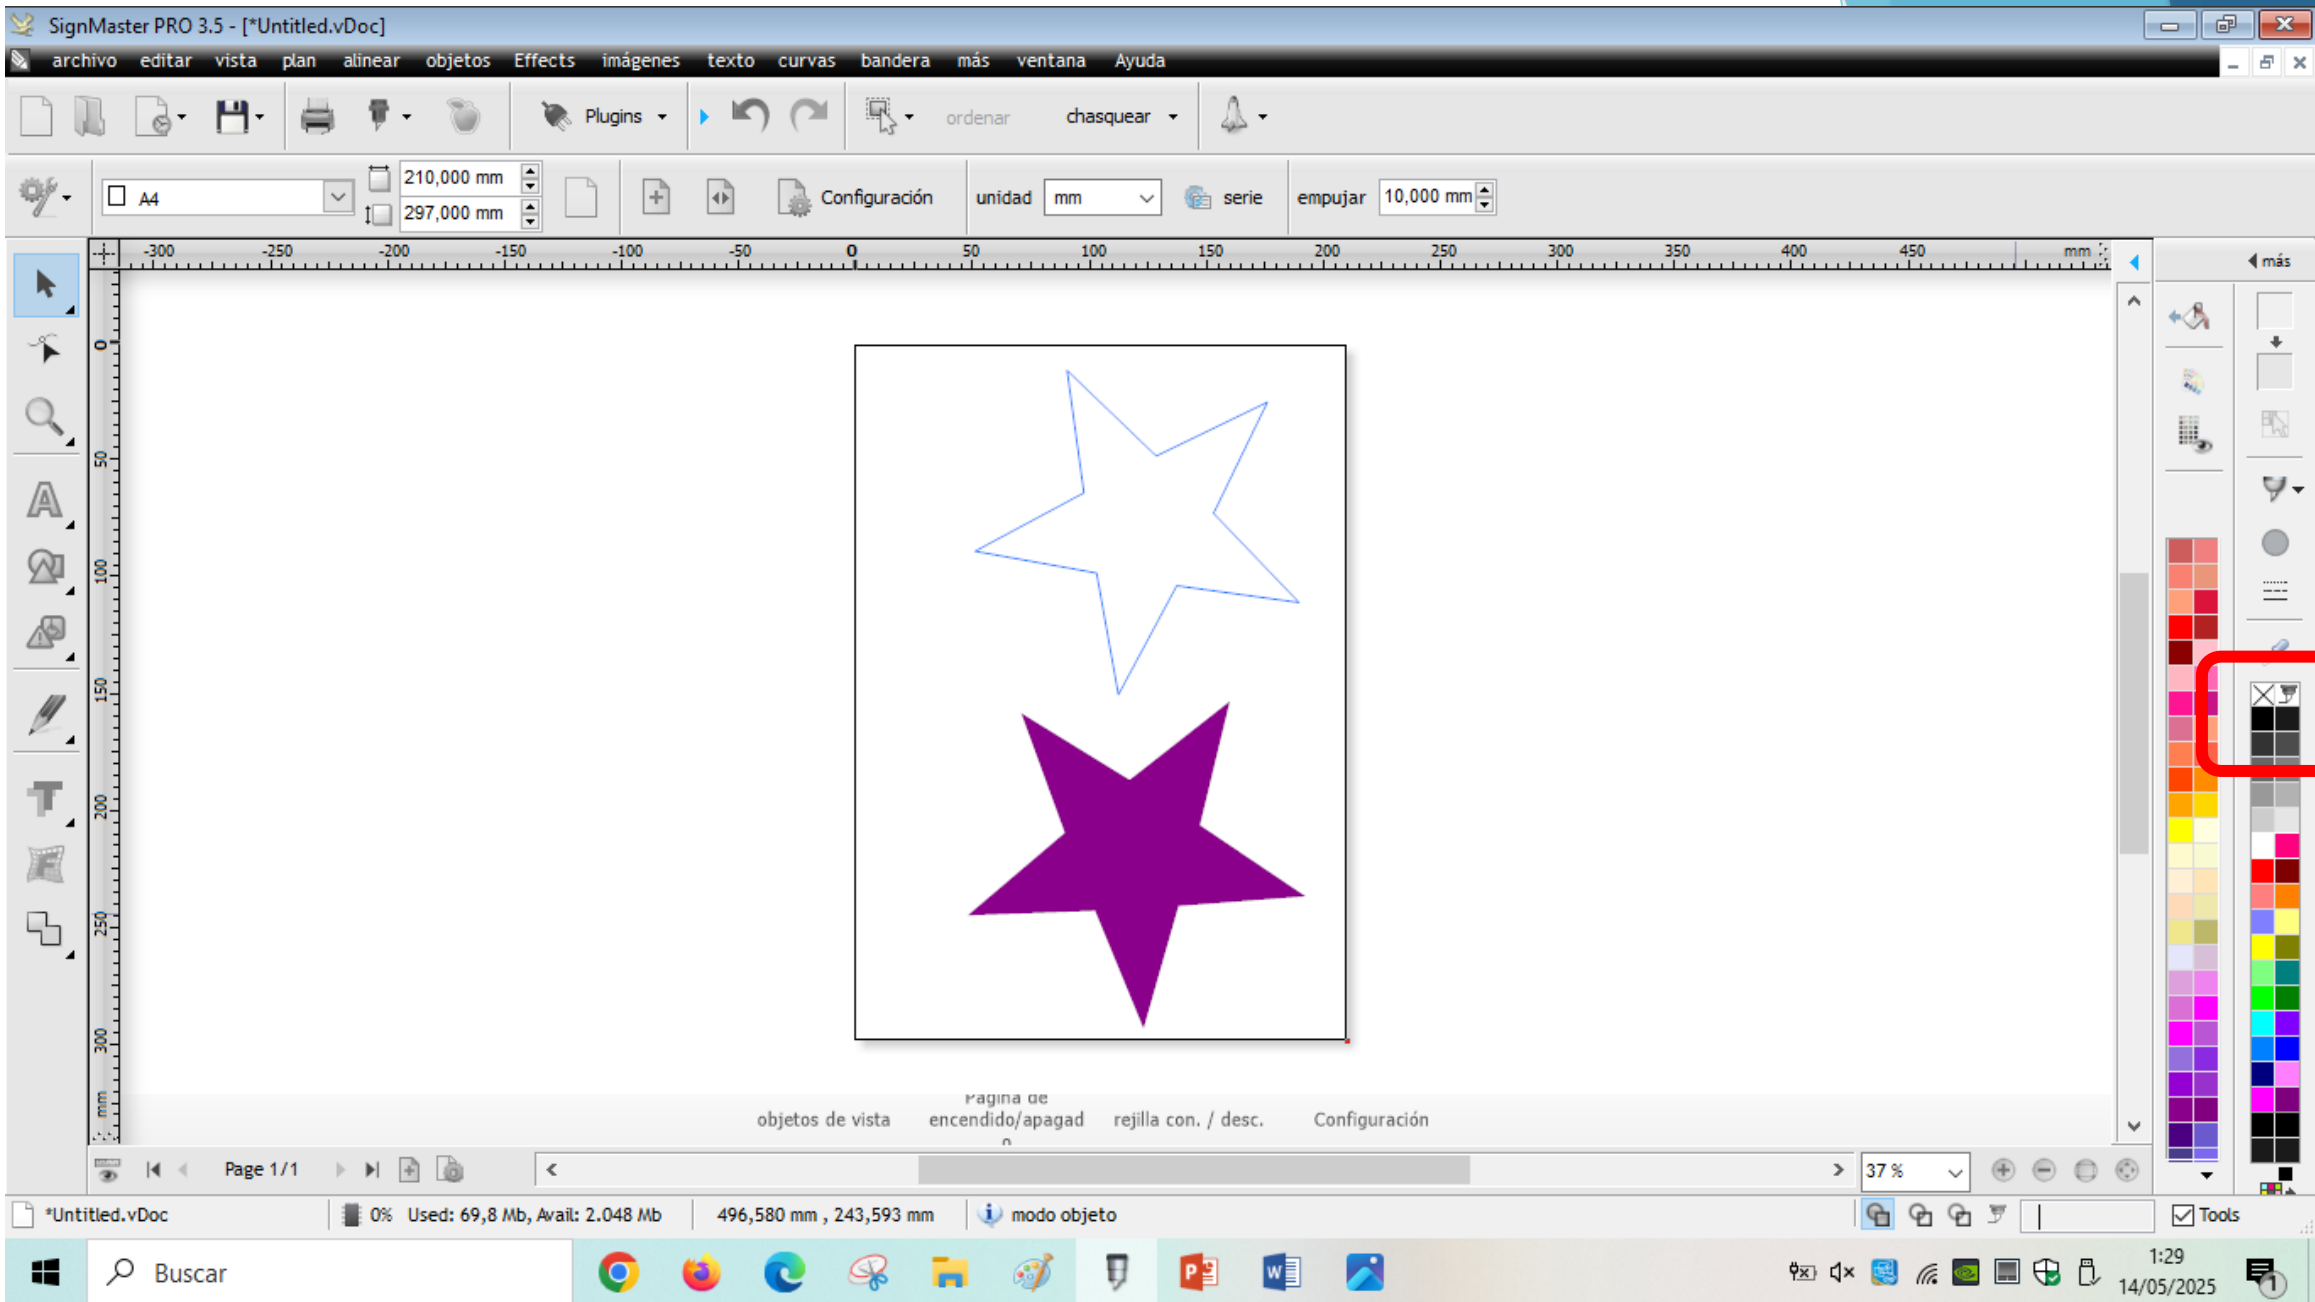 SignMaster PRO 3.5 - [*Untitled.vDoc]
archivo editar vista plan alinear objetos Effects imágenes texto curvas bandera más ventana Ayuda
Plugins ordenar chasquear
A4 210,000 mm
297,000 mm
Configuración unidad mm serie empujar 10,000 mm
-300 -250 -200 -150 -100 -50 0 50 100 150 200 250 300 350 400 450 mm
más
0
50
100
150
200
250
300
mm
objetos de vista
Página de
encendido/apagad
o
rejilla con. / desc.
Configuración
Page 1/1
37 %
*Untitled.vDoc 0% Used: 69,8 Mb, Avail: 2.048 Mb 496,580 mm , 243,593 mm modo objeto Tools
Buscar
1:29
14/05/2025
1